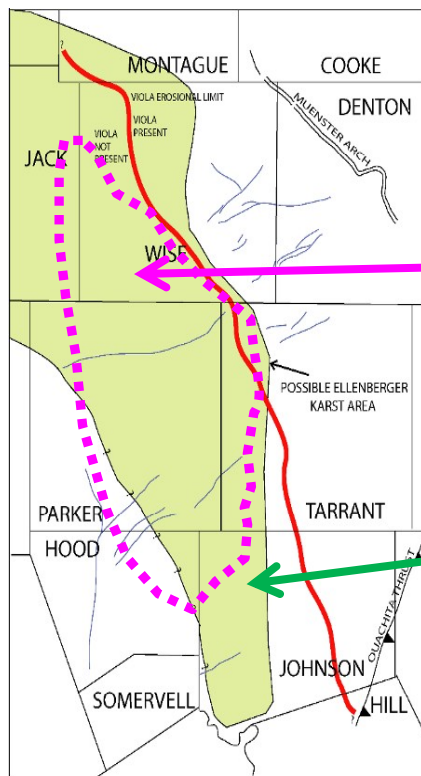 ?
MONTAGUE
COOKE
VIOLA EROSIONAL LIMIT
DENTON
MUENSTER ARCH
VIOLA
PRESENT
JACK
VIOLA
NOT
PRESENT
WISE
POSSIBLE ELLENBERGER
KARST AREA
PARKER
TARRANT
HOOD
OUACHITA THRUST
JOHNSON
SOMERVELL
HILL
?